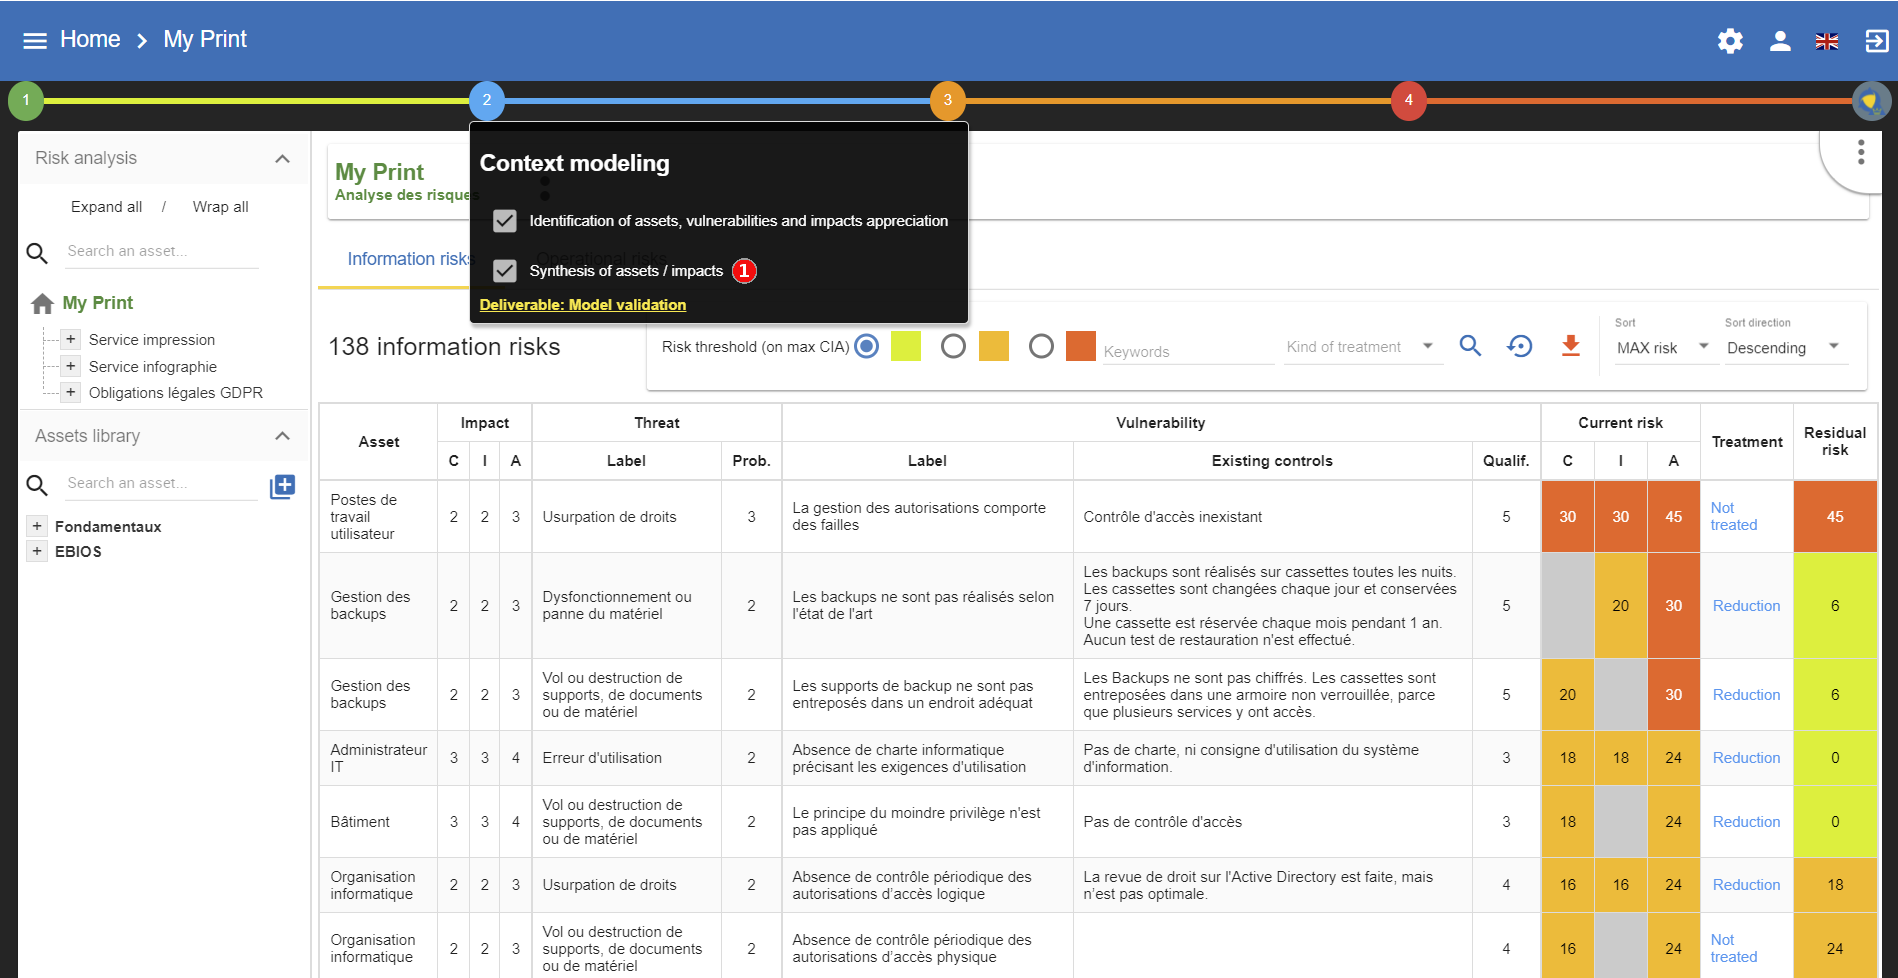 Home > My Print
1
2
3
4
Risk analysis
Expand all / Wrap all
Search an asset...
My Print
+ Service impression
+ Service infographie
+ Obligations légales GDPR
Assets library
Search an asset...
+ Fondamentaux
+ EBIOS
My Print
Analyse des risques
Context modeling
Identification of assets, vulnerabilities and impacts appreciation
Synthesis of assets / impacts 1
Deliverable: Model validation
Information risks
Operational risks
138 information risks
Risk threshold (on max CIA)
Keywords
Kind of treatment
Sort
MAX risk
Sort direction
Descending
Asset
Impact
Threat
Vulnerability
Current risk
Treatment
Residual
risk
C I A
Label
Prob.
Label
Existing controls
Qualif.
C I A
Postes de
travail
utilisateur
2 2 3
Usurpation de droits
3
La gestion des autorisations comporte
des failles
Contrôle d'accès inexistant
5
30 30 45
Not
treated
45
Gestion des
backups
2 2 3
Dysfonctionnement ou
panne du matériel
2
Les backups ne sont pas réalisés selon
l'état de l'art
Les backups sont réalisés sur cassettes toutes les nuits.
Les cassettes sont changées chaque jour et conservées
7 jours.
Une cassette est réservée chaque mois pendant 1 an.
Aucun test de restauration n'est effectué.
5
20 30
Reduction
6
Gestion des
backups
2 2 3
Vol ou destruction de
supports, de documents
ou de matériel
2
Les supports de backup ne sont pas
entreposés dans un endroit adéquat
Les Backups ne sont pas chiffrés. Les cassettes sont
entreposées dans une armoire non verrouillée, parce
que plusieurs services y ont accès.
5
20 30
Reduction
6
Administrateur
IT
3 3 4
Erreur d'utilisation
2
Absence de charte informatique
précisant les exigences d'utilisation
Pas de charte, ni consigne d'utilisation du système
d'information.
3
18 18 24
Reduction
0
Bâtiment
3 3 4
Vol ou destruction de
supports, de documents
ou de matériel
2
Le principe du moindre privilège n'est
pas appliqué
Pas de contrôle d'accès
3
18 24
Reduction
0
Organisation
informatique
2 2 3
Usurpation de droits
2
Absence de contrôle périodique des
autorisations d’accès logique
La revue de droit sur l'Active Directory est faite, mais
n’est pas optimale.
4
16 16 24
Reduction
18
Organisation
informatique
2 2 3
Vol ou destruction de
supports, de documents
ou de matériel
2
Absence de contrôle périodique des
autorisations d’accès physique
4
16 24
Not
treated
24